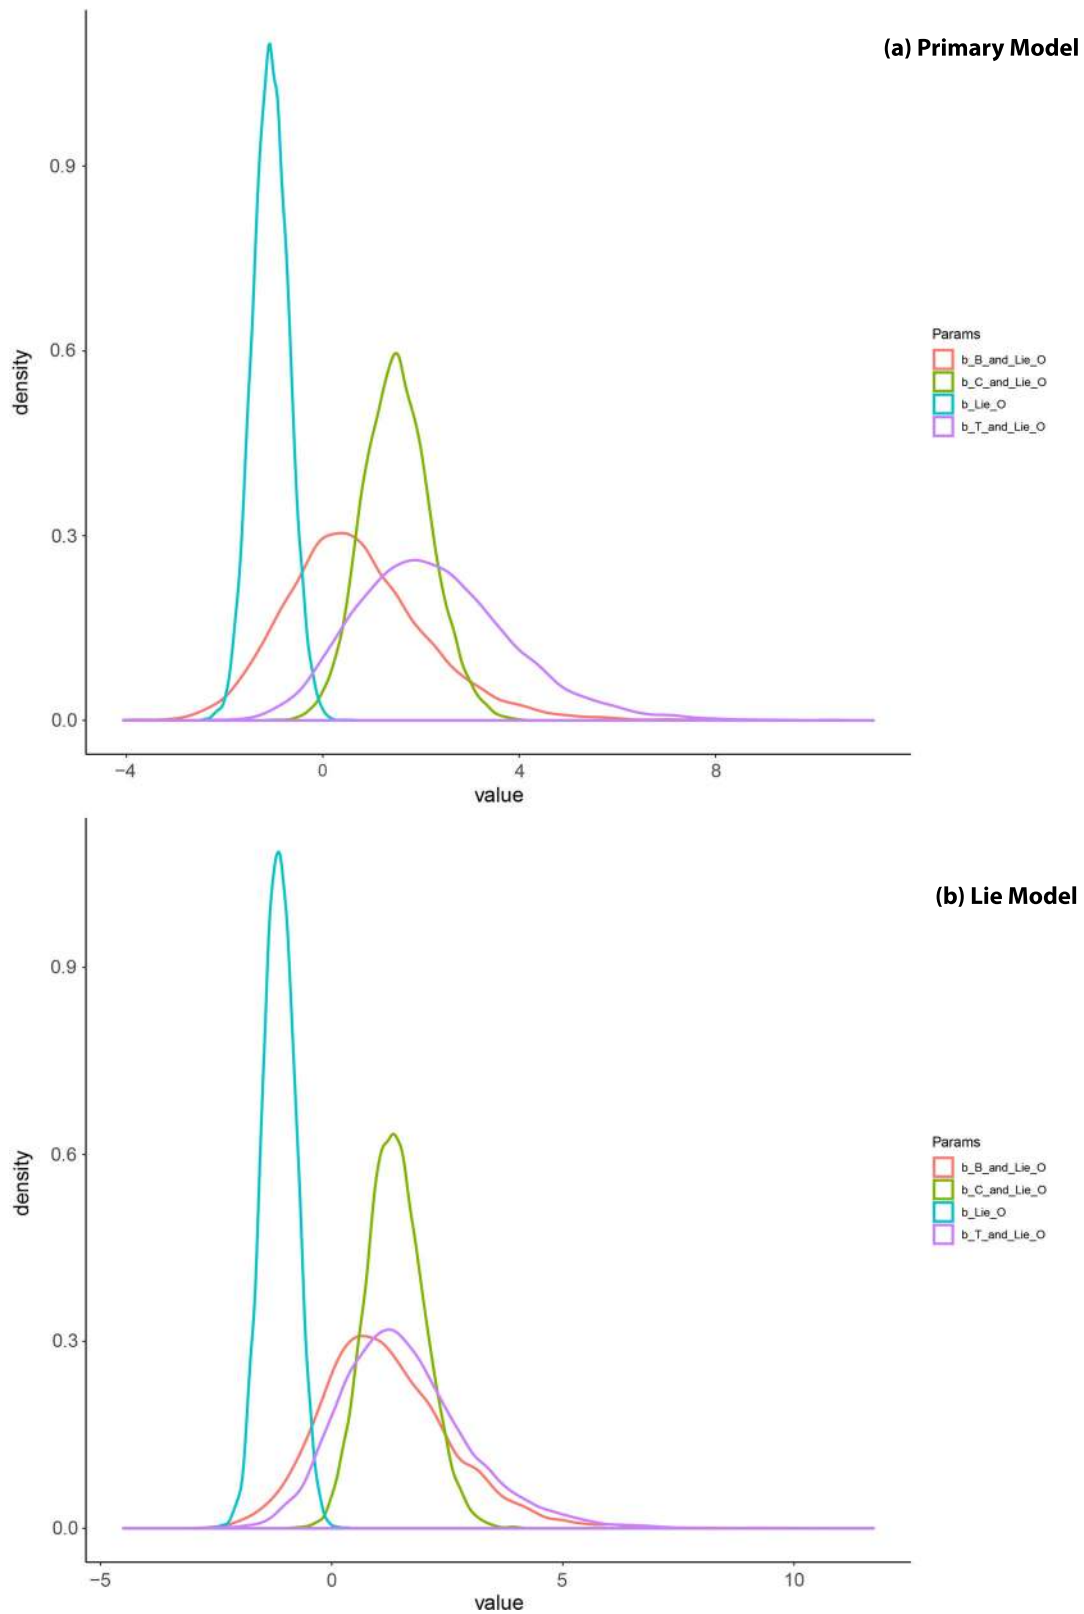 (a) Primary Model
0.9
0.6
0.3
0.0
density
−4 0 4 8
value
Params
b_B_and_Lie_O
b_C_and_Lie_O
b_Lie_O
b_T_and_Lie_O
(b) Lie Model
0.9
0.6
0.3
0.0
density
−5 0 5 10
value
Params
b_B_and_Lie_O
b_C_and_Lie_O
b_Lie_O
b_T_and_Lie_O